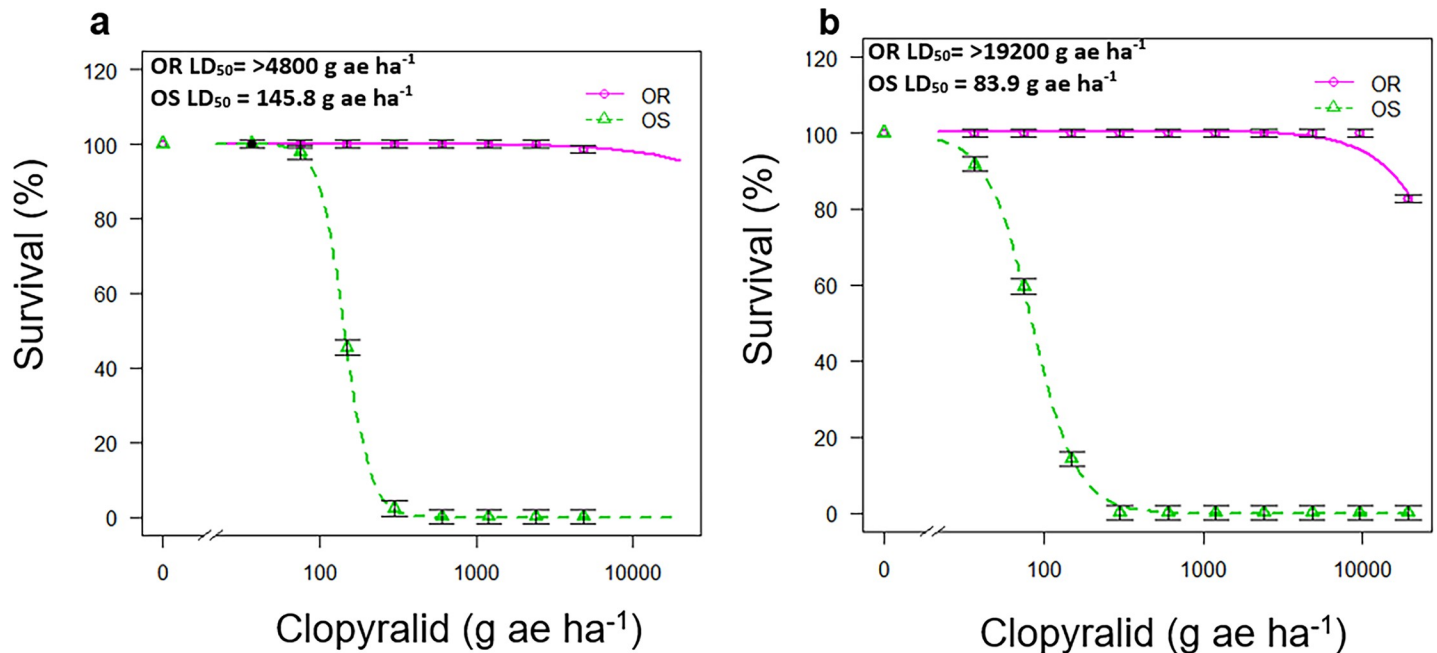 a
OR LD₅₀= >4800 g ae ha⁻¹
OS LD₅₀ = 145.8 g ae ha⁻¹
OR
OS
120
100
80
60
40
20
0
Survival (%)
0 100 1000 10000
Clopyralid (g ae ha⁻¹)
b
OR LD₅₀= >19200 g ae ha⁻¹
OS LD₅₀ = 83.9 g ae ha⁻¹
OR
OS
120
100
80
60
40
20
0
Survival (%)
0 100 1000 10000
Clopyralid (g ae ha⁻¹)